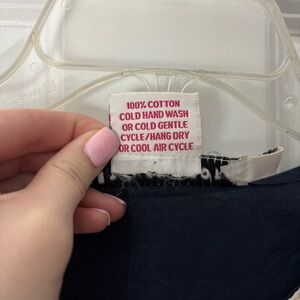 100% COTTON
COLD HAND WASH
OR COLD GENTLE
CYCLE/HANG DRY
OR COOL AIR CYCLE